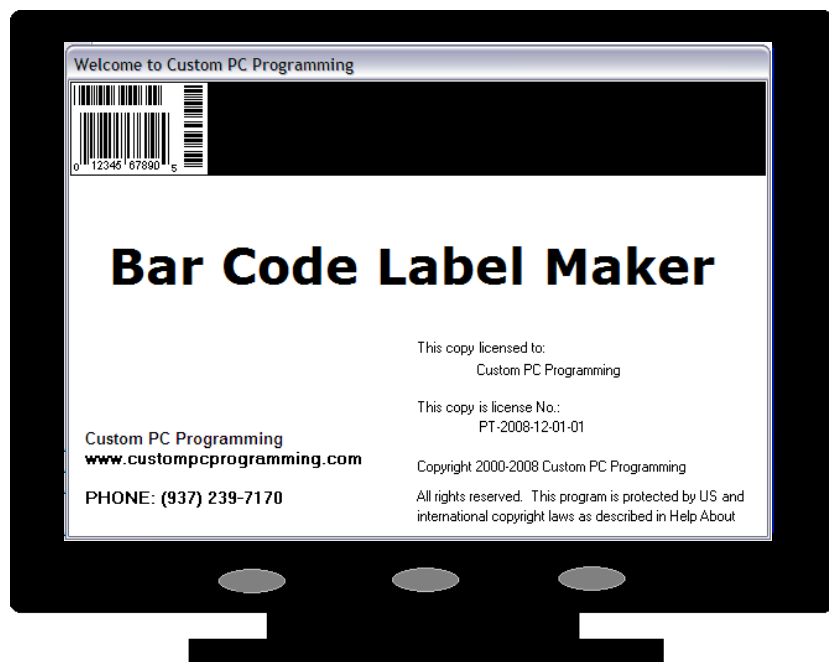 Welcome to Custom PC Programming
0 12345 67890 5
Bar Code Label Maker
This copy licensed to:
Custom PC Programming
This copy is license No.:
PT-2008-12-01-01
Custom PC Programming
www.custompcprogramming.com
PHONE: (937) 239-7170
Copyright 2000-2008 Custom PC Programming
All rights reserved. This program is protected by US and
international copyright laws as described in Help About